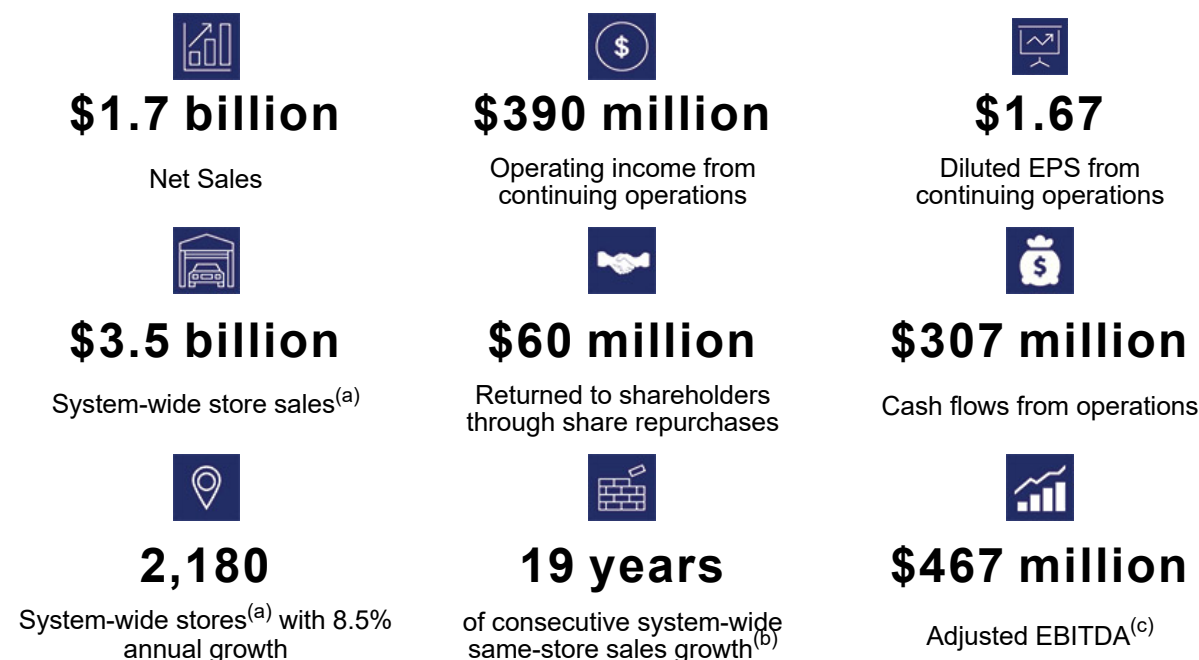 $1.7 billion
Net Sales
$390 million
Operating income from
continuing operations
$1.67
Diluted EPS from
continuing operations
$3.5 billion
System-wide store sales(a)
$60 million
Returned to shareholders
through share repurchases
$307 million
Cash flows from operations
2,180
System-wide stores(a) with 8.5%
annual growth
19 years
of consecutive system-wide
same-store sales growth(b)
$467 million
Adjusted EBITDA(c)